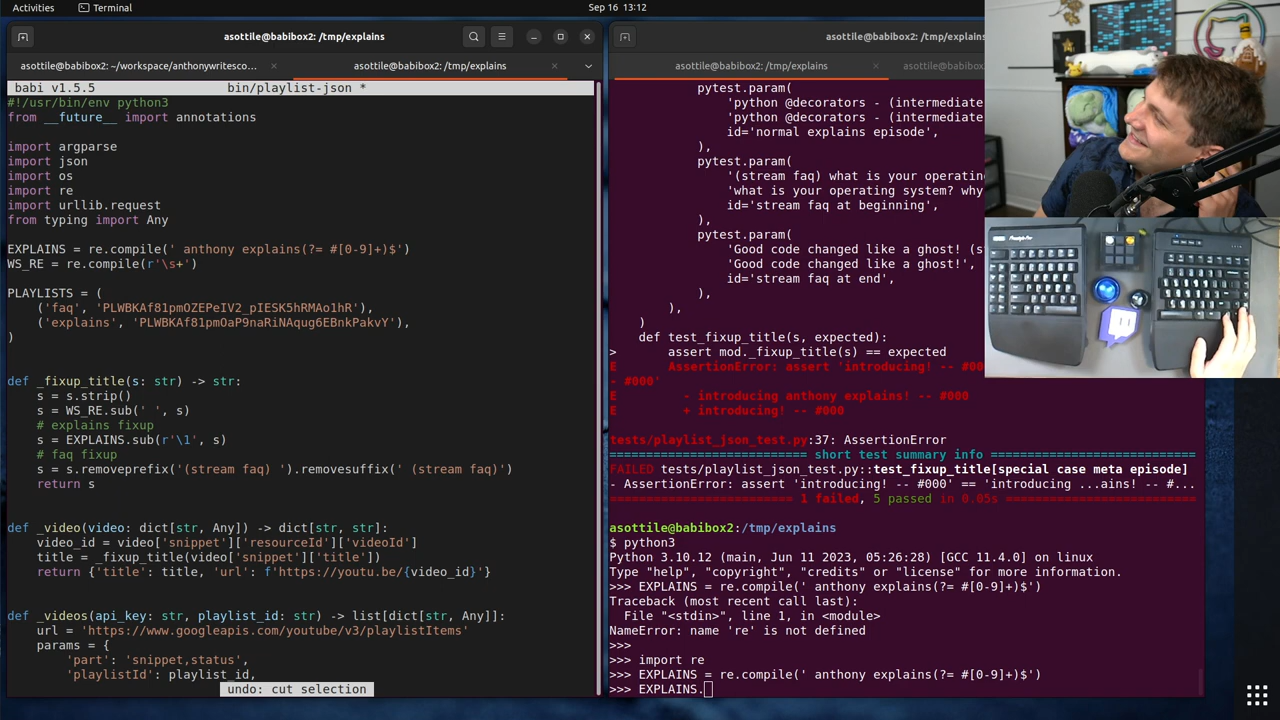 Activities
Terminal
Sep 16 13:12
asottile@babibox2: /tmp/explains
asottile@babibox2: ~/workspace/anthonywritesco…
asottile@babibox2: /tmp/explains
babi v1.5.5 bin/playlist-json *
#!/usr/bin/env python3
from __future__ import annotations
import argparse
import json
import os
import re
import urllib.request
from typing import Any
EXPLAINS = re.compile(' anthony explains(?= #[0-9]+)$')
WS_RE = re.compile(r'\s+')
PLAYLISTS = (
('faq', 'PLWBKAf81pmOZEPeIV2_pIESK5hRMAo1hR'),
('explains', 'PLWBKAf81pmOaP9naRiNAqug6EBnkPakvY'),
)
def _fixup_title(s: str) -> str:
s = s.strip()
s = WS_RE.sub(' ', s)
# explains fixup
s = EXPLAINS.sub(r'\1', s)
# faq fixup
s = s.removeprefix('(stream faq) ').removesuffix(' (stream faq)')
return s
def _video(video: dict[str, Any]) -> dict[str, str]:
video_id = video['snippet']['resourceId']['videoId']
title = _fixup_title(video['snippet']['title'])
return {'title': title, 'url': f'https://youtu.be/{video_id}'}
def _videos(api_key: str, playlist_id: str) -> list[dict[str, Any]]:
url = 'https://www.googleapis.com/youtube/v3/playlistItems'
params = {
'part': 'snippet,status',
'playlistId': playlist_id,
undo: cut selection
asottile@babibox2: /tmp/explains
asottile@babibox2: /tmp/explains
asottile@babibox2: ~/workspace
pytest.param(
'python @decorators - (intermediate
'python @decorators - (intermediate
id='normal explains episode',
),
pytest.param(
'(stream faq) what is your operatin
'what is your operating system? why
id='stream faq at beginning',
),
pytest.param(
'Good code changed like a ghost! (s
'Good code changed like a ghost!',
id='stream faq at end',
),
),
)
def test_fixup_title(s, expected):
> assert mod._fixup_title(s) == expected
E AssertionError: assert 'introducing! -- #00
- #000'
E - introducing anthony explains! -- #000
E + introducing! -- #000
tests/playlist_json_test.py:37: AssertionError
=========================== short test summary info ===========================
FAILED tests/playlist_json_test.py::test_fixup_title[special case meta episode]
- AssertionError: assert 'introducing! -- #000' == 'introducing ...ains! -- #...
========================= 1 failed, 5 passed in 0.05s =========================
asottile@babibox2:/tmp/explains
$ python3
Python 3.10.12 (main, Jun 11 2023, 05:26:28) [GCC 11.4.0] on linux
Type "help", "copyright", "credits" or "license" for more information.
>>> EXPLAINS = re.compile(' anthony explains(?= #[0-9]+)$')
Traceback (most recent call last):
File "<stdin>", line 1, in <module>
NameError: name 're' is not defined
>>>
>>> import re
>>> EXPLAINS = re.compile(' anthony explains(?= #[0-9]+)$')
>>> EXPLAINS.